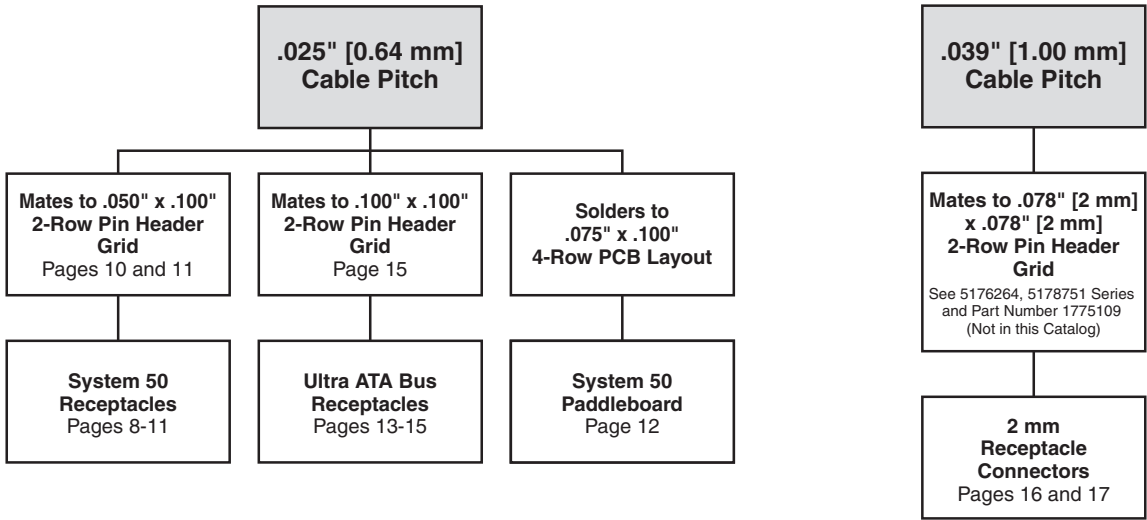 .025" [0.64 mm]
Cable Pitch
Mates to .050" x .100"
2-Row Pin Header
Grid
Pages 10 and 11
Mates to .100" x .100"
2-Row Pin Header
Grid
Page 15
Solders to
.075" x .100"
4-Row PCB Layout
System 50
Receptacles
Pages 8-11
Ultra ATA Bus
Receptacles
Pages 13-15
System 50
Paddleboard
Page 12
.039" [1.00 mm]
Cable Pitch
Mates to .078" [2 mm]
x .078" [2 mm]
2-Row Pin Header
Grid
See 5176264, 5178751 Series
and Part Number 1775109
(Not in this Catalog)
2 mm
Receptacle
Connectors
Pages 16 and 17